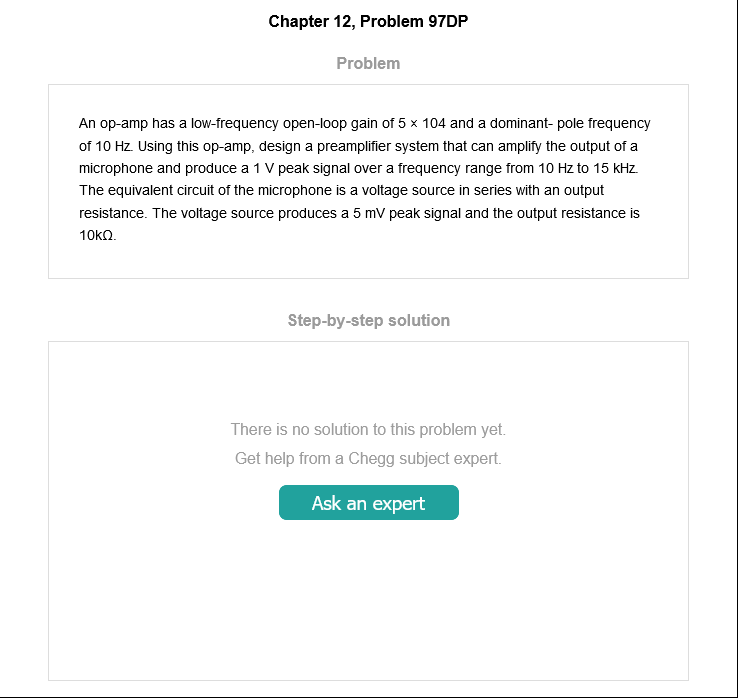 Chapter 12, Problem 97DP
Problem
An op-amp has a low-frequency open-loop gain of 5 × 104 and a dominant- pole frequency
of 10 Hz. Using this op-amp, design a preamplifier system that can amplify the output of a
microphone and produce a 1 V peak signal over a frequency range from 10 Hz to 15 kHz.
The equivalent circuit of the microphone is a voltage source in series with an output
resistance. The voltage source produces a 5 mV peak signal and the output resistance is
10kΩ.
Step-by-step solution
There is no solution to this problem yet.
Get help from a Chegg subject expert.
Ask an expert